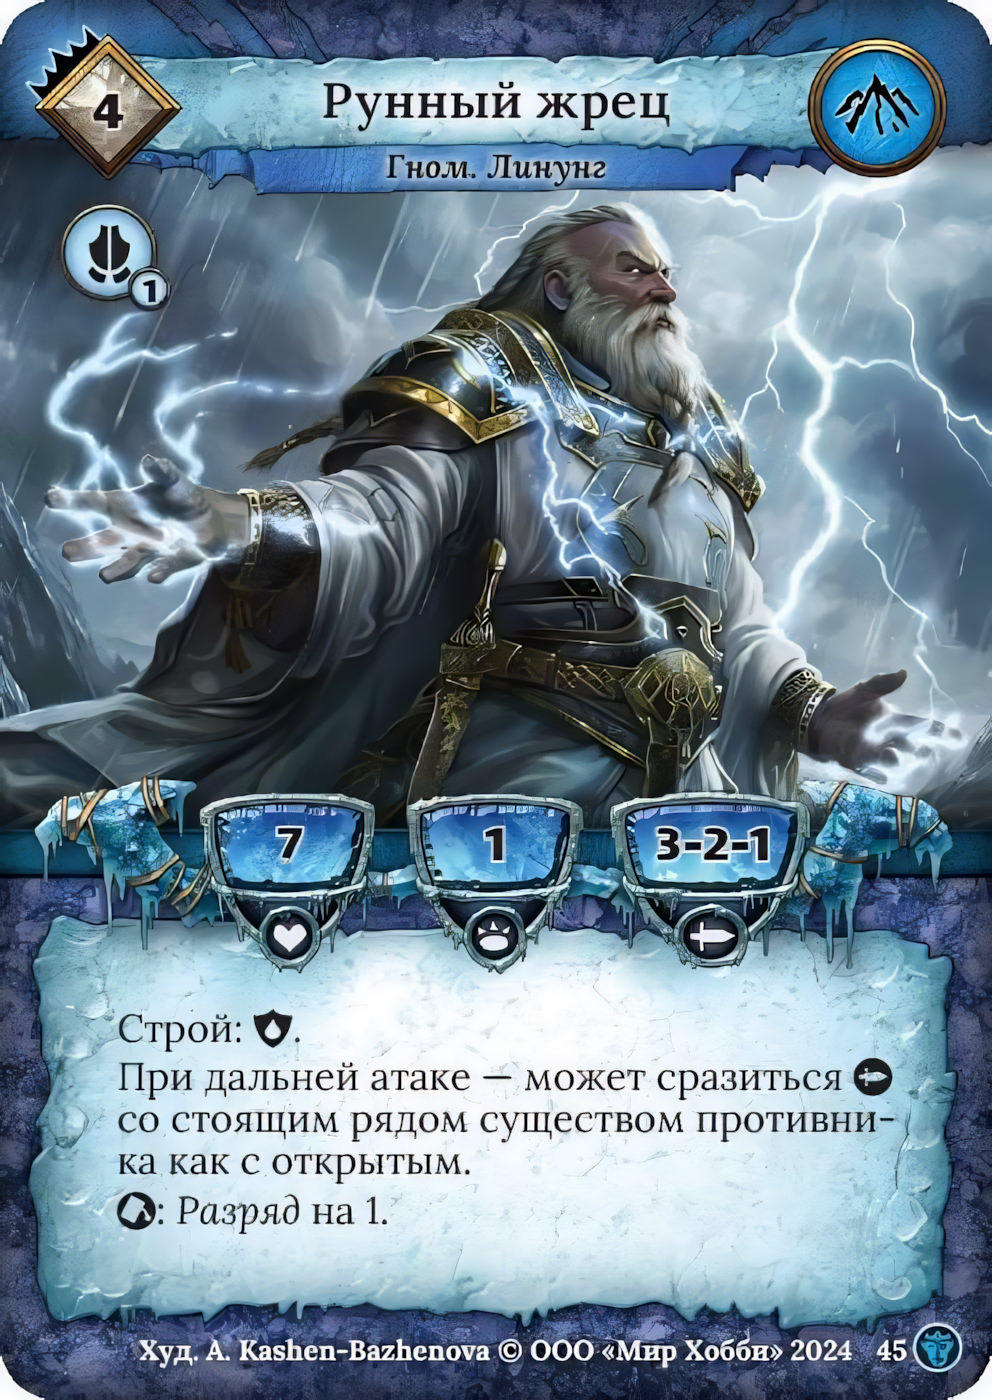 4
Рунный жрец
Гном. Линунг
1
7
1
3-2-1
Строй: .
При дальней атаке — может сразиться
со стоящим рядом существом противни-
ка как с открытым.
: Разряд на 1.
Худ. А. Kashen-Bazhenova © ООО «Мир Хобби» 2024 45